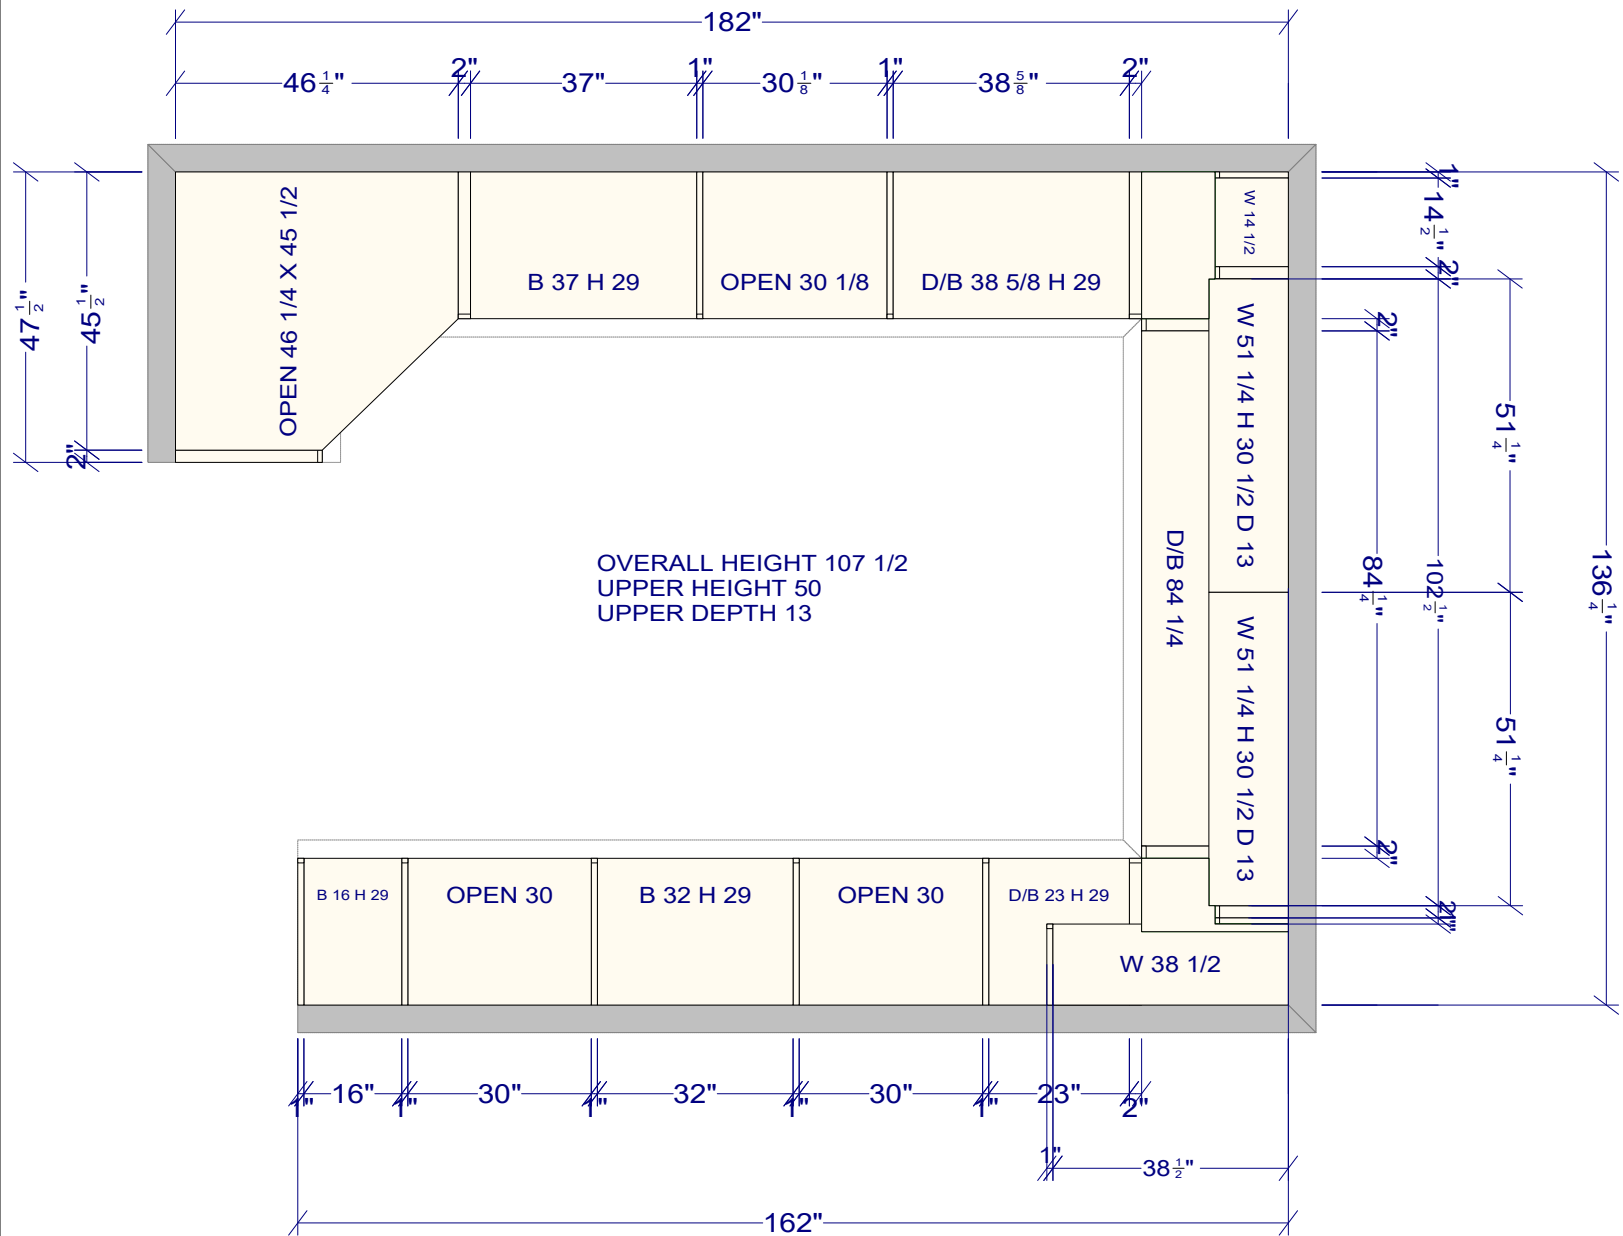 182"
46 1/4"
2"
37"
1"
30 1/8"
1"
38 5/8"
2"
OPEN 46 1/4 X 45 1/2
B 37 H 29
OPEN 30 1/8
D/B 38 5/8 H 29
W 14 1/2
W 51 1/4 H 30 1/2 D 13
W 51 1/4 H 30 1/2 D 13
D/B 84 1/4
47 1/2"
45 1/2"
2"
1"
14 1/2"
2"
2"
51 1/4"
84 1/4"
102 1/2"
136 1/4"
51 1/4"
2"
2"
1"
OVERALL HEIGHT 107 1/2
UPPER HEIGHT 50
UPPER DEPTH 13
B 16 H 29
OPEN 30
B 32 H 29
OPEN 30
D/B 23 H 29
W 38 1/2
1"
16"
1"
30"
1"
32"
1"
30"
1"
23"
2"
1"
38 1/2"
162"